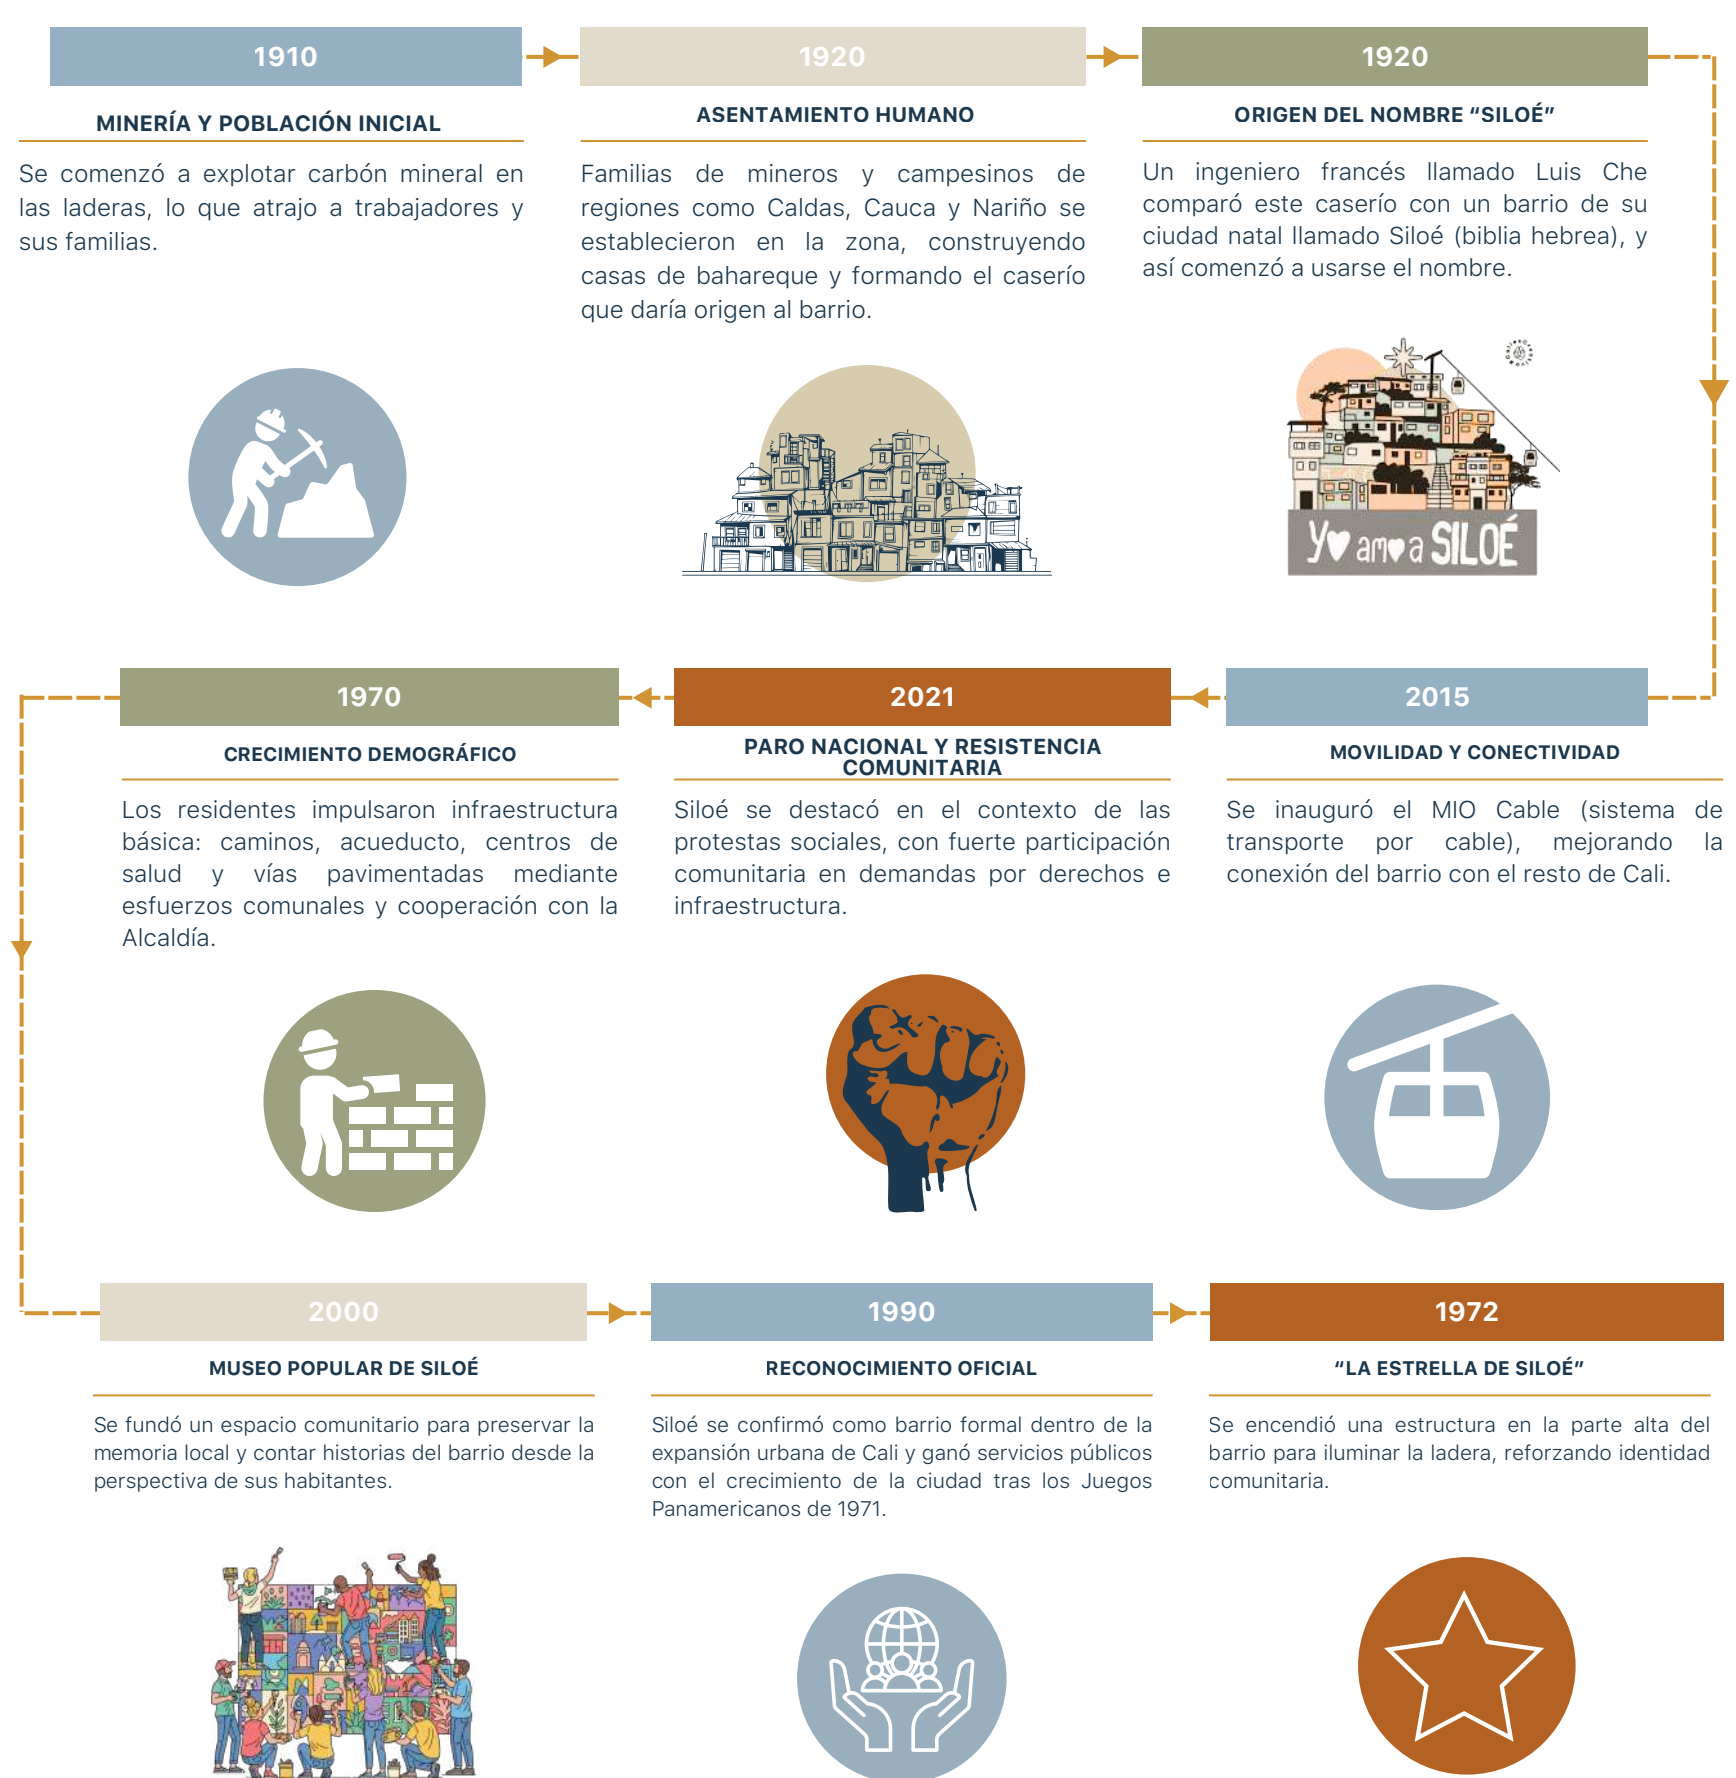 1910
MINERÍA Y POBLACIÓN INICIAL
Se comenzó a explotar carbón mineral en
las laderas, lo que atrajo a trabajadores y
sus familias.
1920
ASENTAMIENTO HUMANO
Familias de mineros y campesinos de
regiones como Caldas, Cauca y Nariño se
establecieron en la zona, construyendo
casas de bahareque y formando el caserío
que daría origen al barrio.
1920
ORIGEN DEL NOMBRE “SILOÉ”
Un ingeniero francés llamado Luis Che
comparó este caserío con un barrio de su
ciudad natal llamado Siloé (biblia hebrea), y
así comenzó a usarse el nombre.
Yo amo a SILOÉ
1970
CRECIMIENTO DEMOGRÁFICO
Los residentes impulsaron infraestructura
básica: caminos, acueducto, centros de
salud y vías pavimentadas mediante
esfuerzos comunales y cooperación con la
Alcaldía.
2021
PARO NACIONAL Y RESISTENCIA
COMUNITARIA
Siloé se destacó en el contexto de las
protestas sociales, con fuerte participación
comunitaria en demandas por derechos e
infraestructura.
2015
MOVILIDAD Y CONECTIVIDAD
Se inauguró el MIO Cable (sistema de
transporte por cable), mejorando la
conexión del barrio con el resto de Cali.
2000
MUSEO POPULAR DE SILOÉ
Se fundó un espacio comunitario para preservar la
memoria local y contar historias del barrio desde la
perspectiva de sus habitantes.
1990
RECONOCIMIENTO OFICIAL
Siloé se confirmó como barrio formal dentro de la
expansión urbana de Cali y ganó servicios públicos
con el crecimiento de la ciudad tras los Juegos
Panamericanos de 1971.
1972
“LA ESTRELLA DE SILOÉ”
Se encendió una estructura en la parte alta del
barrio para iluminar la ladera, reforzando identidad
comunitaria.